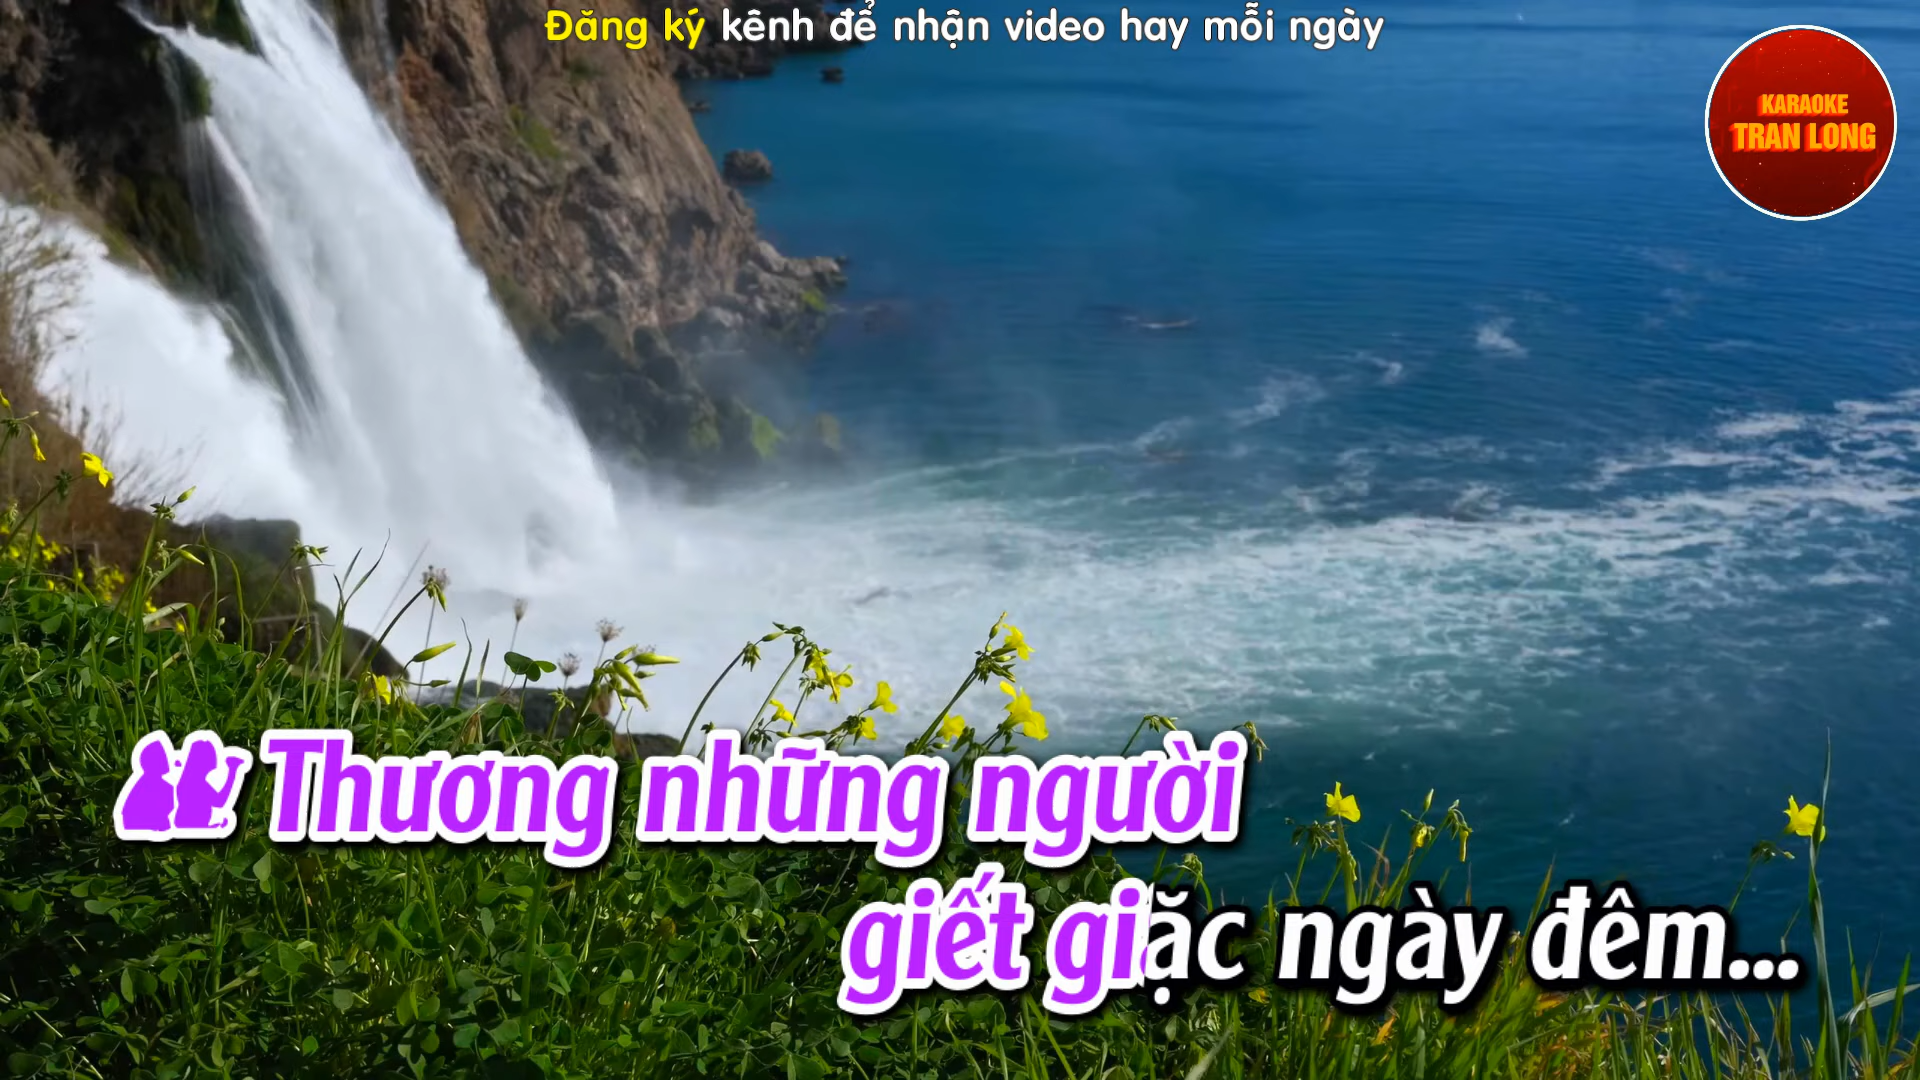 Đăng ký kênh để nhận video hay mỗi ngày
KARAOKE
TRAN LONG
Thương những người
giết giặc ngày đêm...